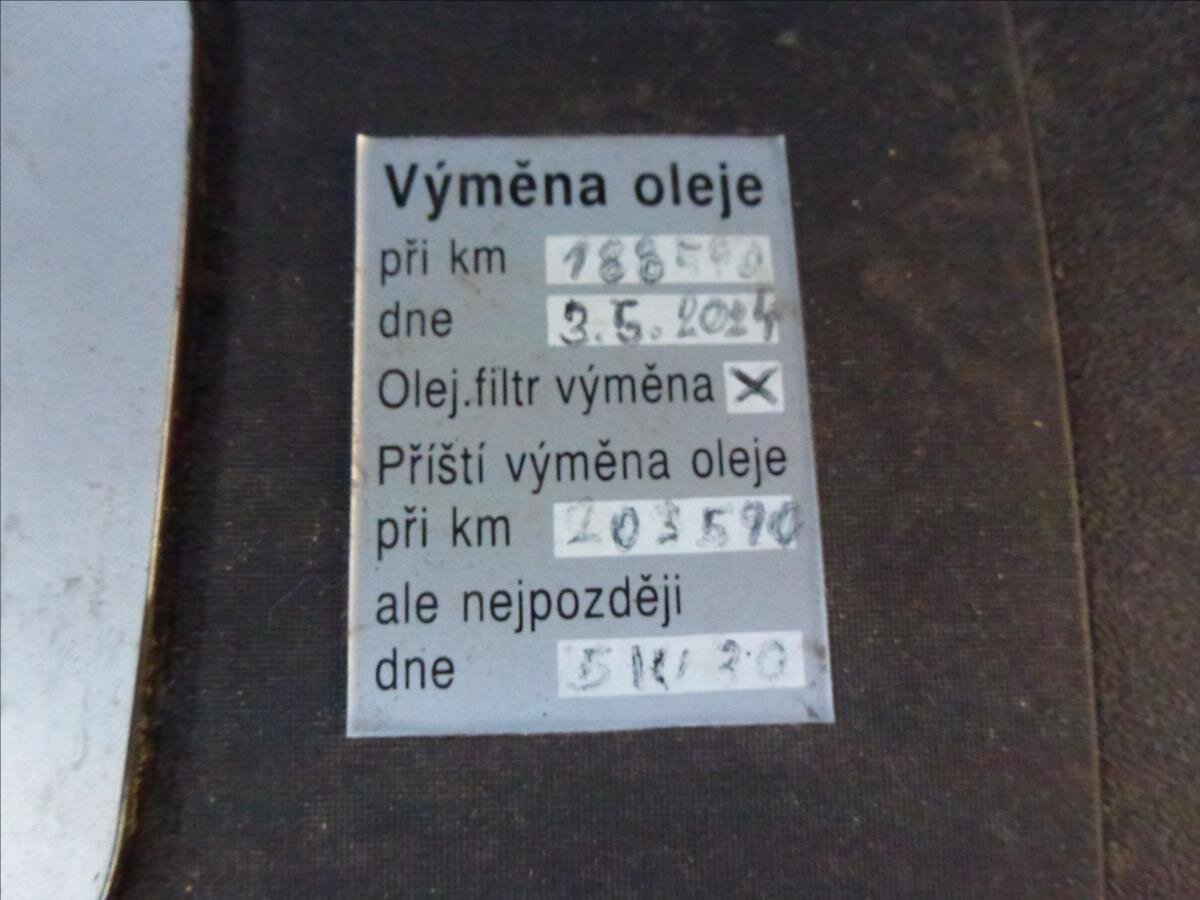 Výměna oleje
při km 188590
dne 3.5.2024
Olej.filtr výměna X
Příští výměna oleje
při km 203590
ale nejpozději
dne